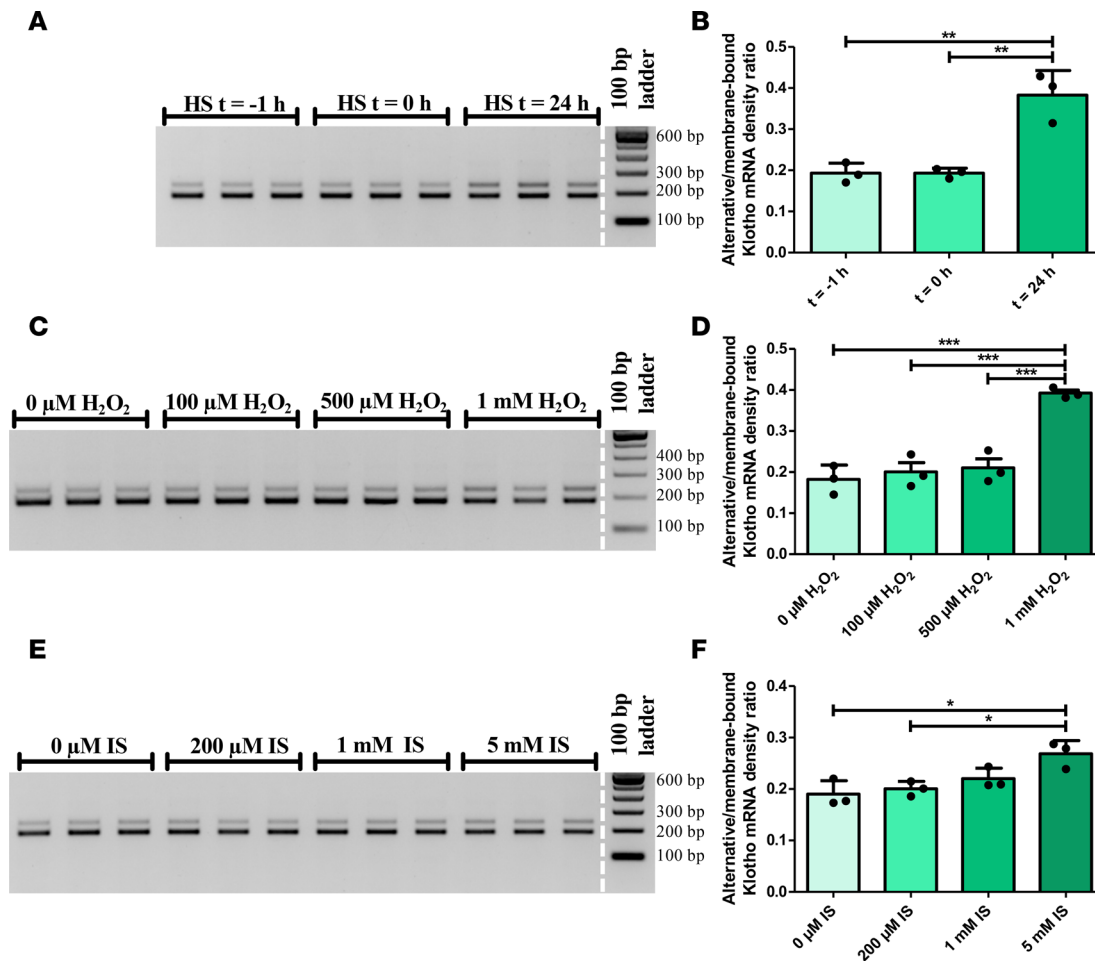 A
HS t = -1 h
HS t = 0 h
HS t = 24 h
100 bp
ladder
600 bp
300 bp
200 bp
100 bp
B
Alternative/membrane-bound
Klotho mRNA density ratio
0.5
0.4
0.3
0.2
0.1
0.0
**
**
t = -1 h
t = 0 h
t = 24 h
C
0 µM H₂O₂
100 µM H₂O₂
500 µM H₂O₂
1 mM H₂O₂
100 bp
ladder
400 bp
300 bp
200 bp
100 bp
D
Alternative/membrane-bound
Klotho mRNA density ratio
0.5
0.4
0.3
0.2
0.1
0.0
***
***
***
0 µM H₂O₂
100 µM H₂O₂
500 µM H₂O₂
1 mM H₂O₂
E
0 µM IS
200 µM IS
1 mM IS
5 mM IS
100 bp
ladder
600 bp
300 bp
200 bp
100 bp
F
Alternative/membrane-bound
Klotho mRNA density ratio
0.4
0.3
0.2
0.1
0.0
*
*
0 µM IS
200 µM IS
1 mM IS
5 mM IS